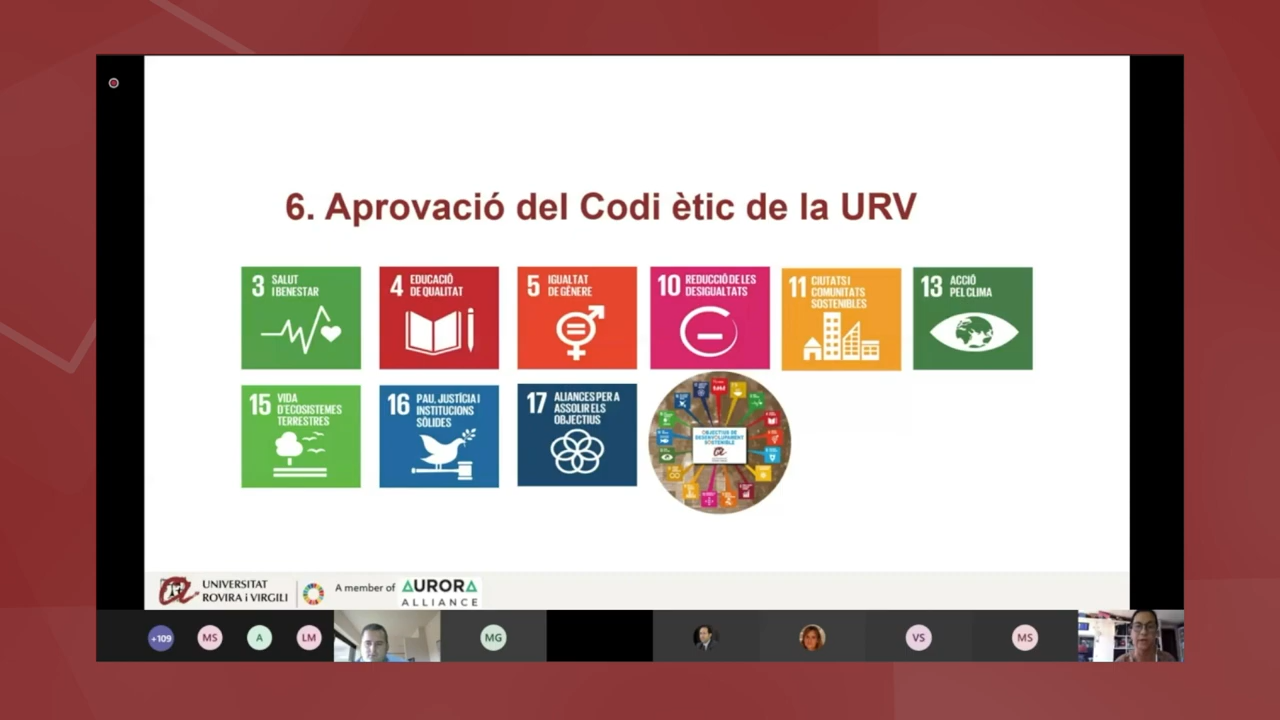 6. Aprovació del Codi ètic de la URV
3 SALUT
I BENESTAR
4 EDUCACIÓ
DE QUALITAT
5 IGUALTAT
DE GÈNERE
10 REDUCCIÓ DE LES
DESIGUALTATS
11 CIUTATS I
COMUNITATS
SOSTENIBLES
13 ACCIÓ
PEL CLIMA
15 VIDA
D'ECOSISTEMES
TERRESTRES
16 PAU, JUSTÍCIA I
INSTITUCIONS
SÒLIDES
17 ALIANCES PER A
ASSOLIR ELS
OBJECTIUS
OBJECTIUS DE
DESENVOLUPAMENT
SOSTENIBLE
UNIVERSITAT
ROVIRA i VIRGILI
A member of
AURORA
ALLIANCE
+109
MS
A
LM
MG
VS
MS